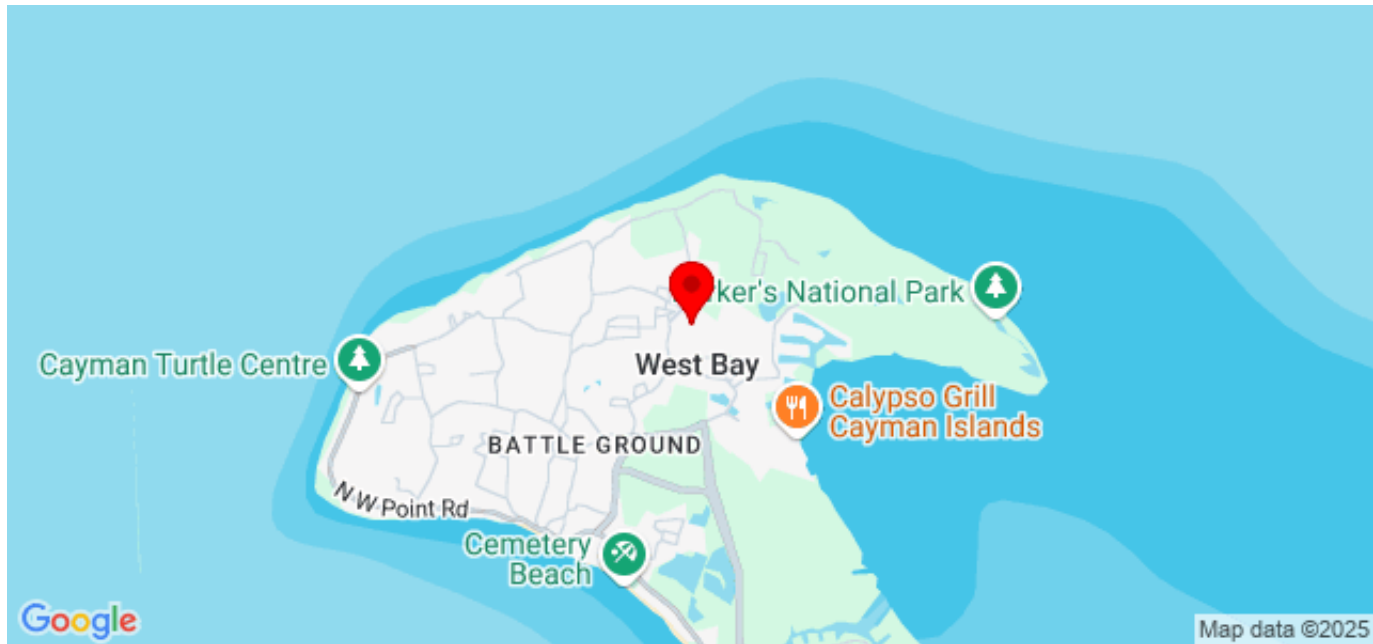 rker's National Park
Cayman Turtle Centre
West Bay
Calypso Grill
Cayman Islands
BATTLE GROUND
N W Point Rd
Cemetery
Beach
Google
Map data ©2025